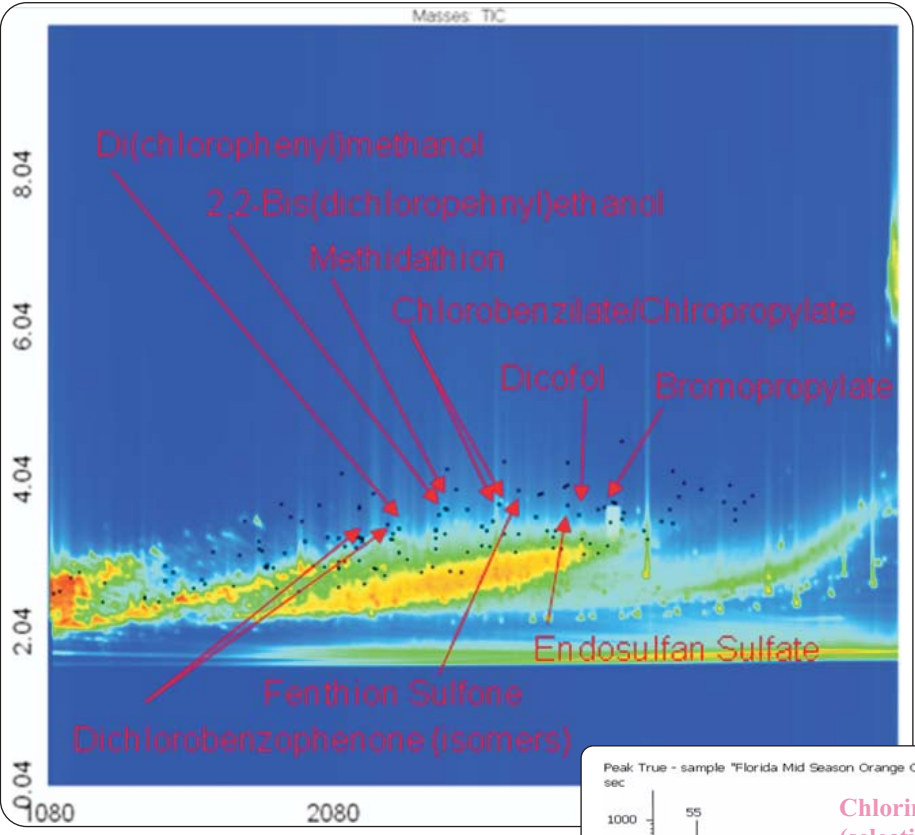 Masses: TIC
8.04
6.04
4.04
2.04
0.04
Di(chlorophenyl)methanol
2,2-Bis(dichloropehnyl)ethanol
Methidathion
Chlorobenzilate/Chlropropylate
Dicofol
Bromopropylate
Endosulfan Sulfate
Fenthion Sulfone
Dichlorobenzophenone (isomers)
1080
2080
Peak True - sample "Florida Mid Season Orange
sec
1000
55